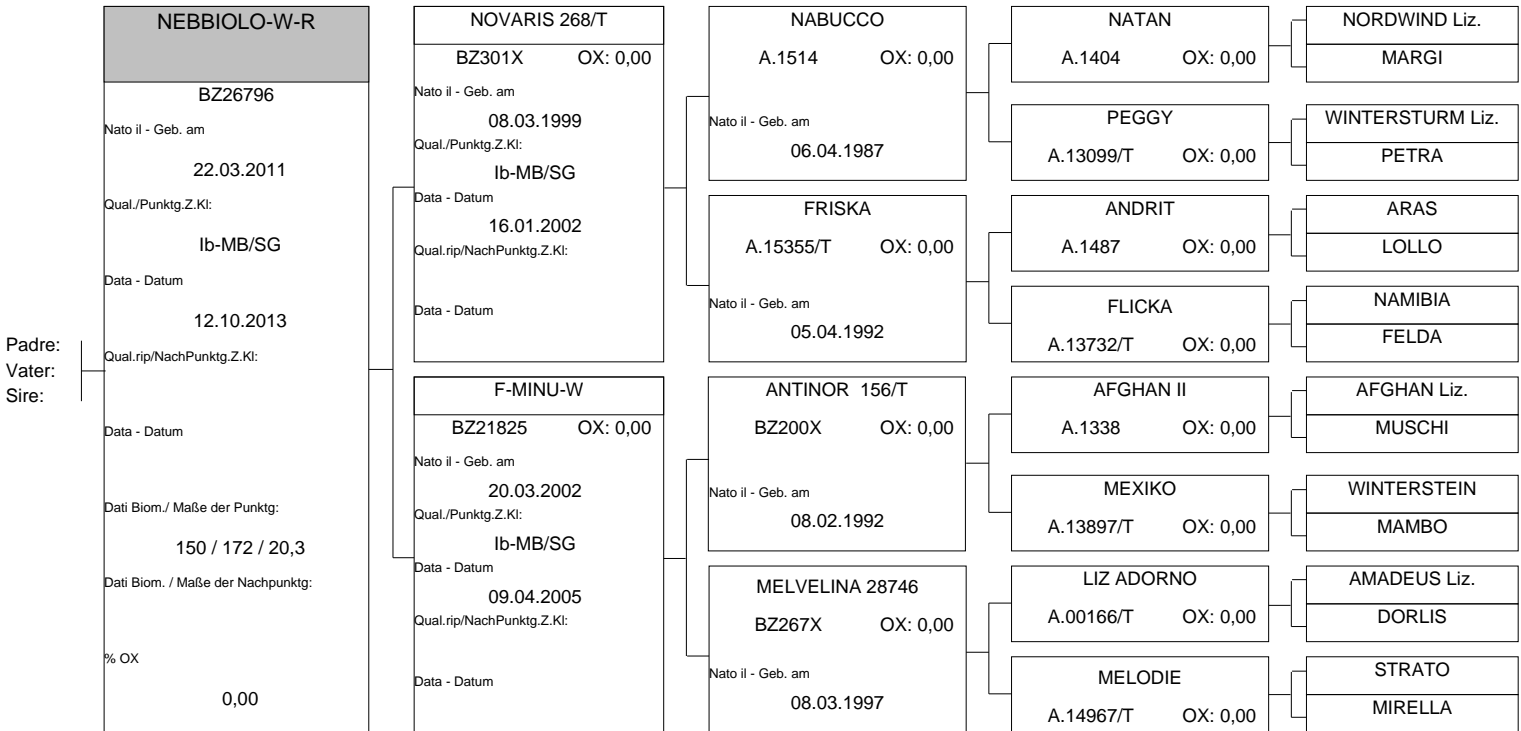 Padre:
Vater:
Sire:
NEBBIOLO-W-R
BZ26796
Nato il - Geb. am
22.03.2011
Qual./Punktg.Z.Kl:
Ib-MB/SG
Data - Datum
12.10.2013
Qual.rip/NachPunktg.Z.Kl:
Data - Datum
Dati Biom./ Maße der Punktg:
150 / 172 / 20,3
Dati Biom. / Maße der Nachpunktg:
% OX
0,00
NOVARIS 268/T
BZ301X OX: 0,00
Nato il - Geb. am
08.03.1999
Qual./Punktg.Z.Kl:
Ib-MB/SG
Data - Datum
16.01.2002
Qual.rip/NachPunktg.Z.Kl:
Data - Datum
F-MINU-W
BZ21825 OX: 0,00
Nato il - Geb. am
20.03.2002
Qual./Punktg.Z.Kl:
Ib-MB/SG
Data - Datum
09.04.2005
Qual.rip/NachPunktg.Z.Kl:
Data - Datum
NABUCCO
A.1514 OX: 0,00
Nato il - Geb. am
06.04.1987
FRISKA
A.15355/T OX: 0,00
Nato il - Geb. am
05.04.1992
ANTINOR 156/T
BZ200X OX: 0,00
Nato il - Geb. am
08.02.1992
MELVELINA 28746
BZ267X OX: 0,00
Nato il - Geb. am
08.03.1997
NATAN
A.1404 OX: 0,00
PEGGY
A.13099/T OX: 0,00
ANDRIT
A.1487 OX: 0,00
FLICKA
A.13732/T OX: 0,00
AFGHAN II
A.1338 OX: 0,00
MEXIKO
A.13897/T OX: 0,00
LIZ ADORNO
A.00166/T OX: 0,00
MELODIE
A.14967/T OX: 0,00
NORDWIND Liz.
MARGI
WINTERSTURM Liz.
PETRA
ARAS
LOLLO
NAMIBIA
FELDA
AFGHAN Liz.
MUSCHI
WINTERSTEIN
MAMBO
AMADEUS Liz.
DORLIS
STRATO
MIRELLA